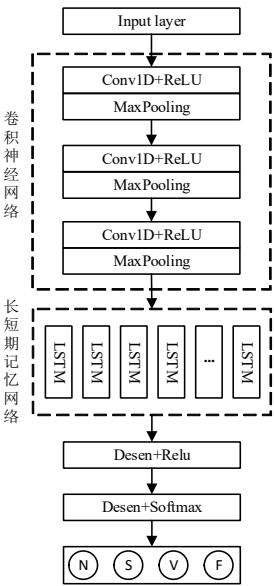 Input layer
Conv1D+ReLU
MaxPooling
Conv1D+ReLU
MaxPooling
Conv1D+ReLU
MaxPooling
卷积神经网络
LSTM
LSTM
LSTM
LSTM
...
LSTM
长短期记忆网络
Desen+Relu
Desen+Softmax
N S V F